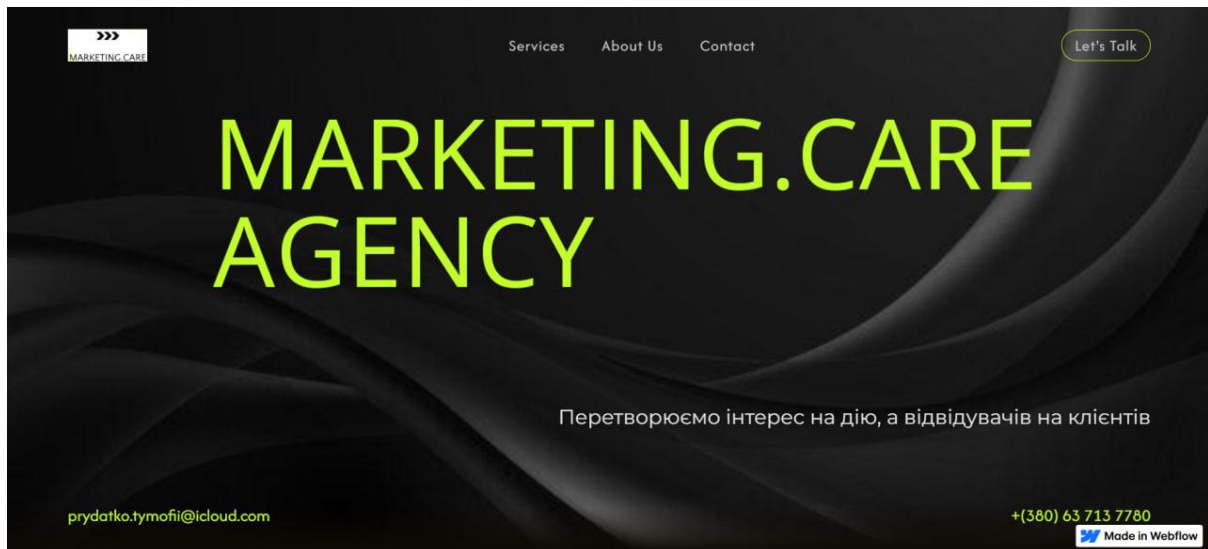 ›››
MARKETING.CARE
Services
About Us
Contact
Let's Talk
MARKETING.CARE
AGENCY
Перетворюємо інтерес на дію, а відвідувачів на клієнтів
prydatko.tymofii@icloud.com
+(380) 63 713 7780
Made in Webflow